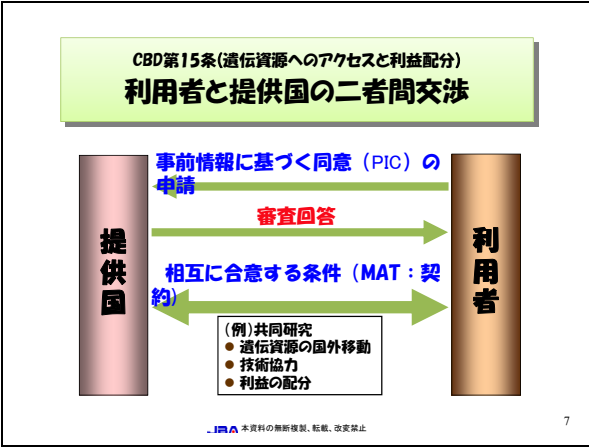 CBD第15条(遺伝資源へのアクセスと利益配分)
利用者と提供国の二者間交渉
事前情報に基づく同意（PIC）の
申請
審査回答
提供国
利用者
相互に合意する条件（MAT：契
約）
(例)共同研究
● 遺伝資源の国外移動
● 技術協力
● 利益の配分
JBA 本資料の無断複製、転載、改変禁止
7